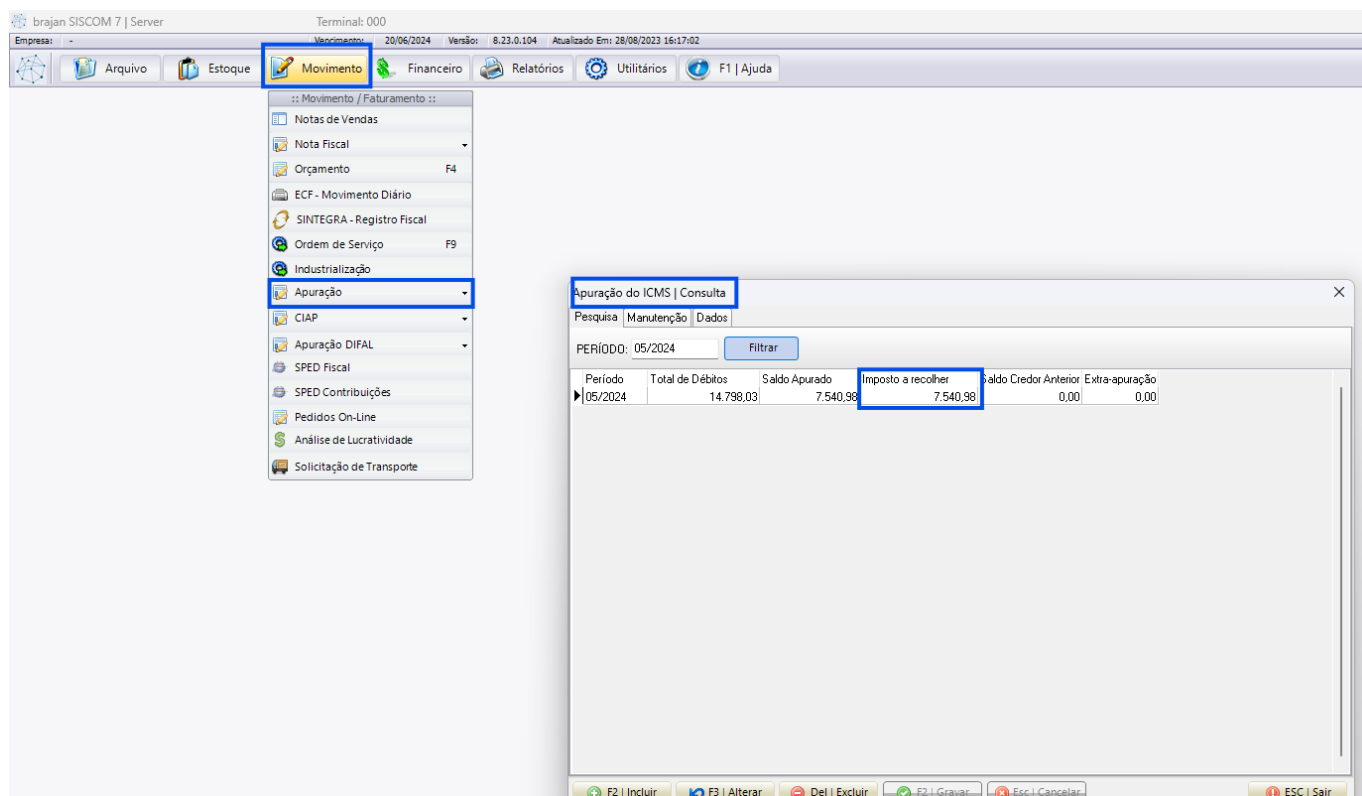 brajan SISCOM 7 | Server Terminal: 000
Empresa: - Vencimento: 20/06/2024 Versão: 8.23.0.104 Atualizado Em: 28/08/2023 16:17:02
Arquivo Estoque Movimento Financeiro Relatórios Utilitários F1 | Ajuda
:: Movimento / Faturamento ::
Notas de Vendas
Nota Fiscal
Orçamento F4
ECF - Movimento Diário
SINTEGRA - Registro Fiscal
Ordem de Serviço F9
Industrialização
Apuração
CIAP
Apuração DIFAL
SPED Fiscal
SPED Contribuições
Pedidos On-Line
Análise de Lucratividade
Solicitação de Transporte
Apuração do ICMS | Consulta
Pesquisa Manutenção Dados
PERÍODO: 05/2024 Filtrar
Período Total de Débitos Saldo Apurado Imposto a recolher Saldo Credor Anterior Extra-apuração
05/2024 14.798,03 7.540,98 7.540,98 0,00 0,00
F2 | Incluir F3 | Alterar Del | Excluir F2 | Gravar Esc | Cancelar ESC | Sair